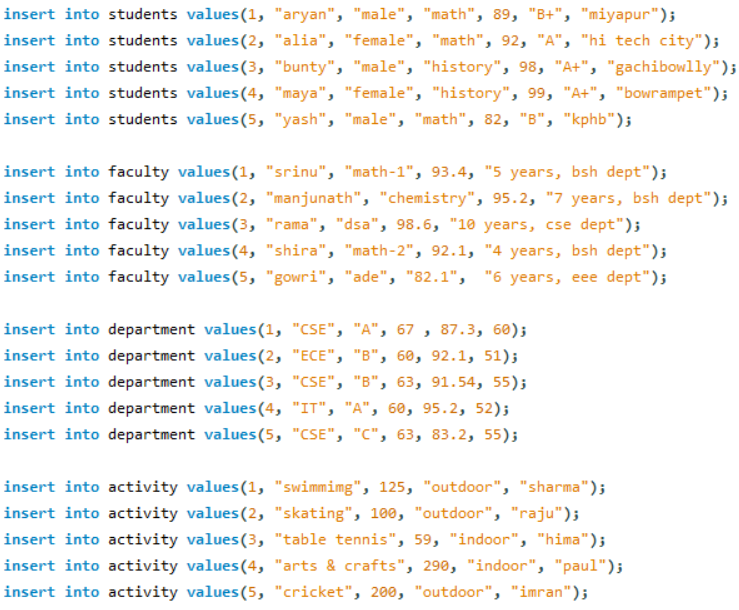 insert into students values(1, "aryan", "male", "math", 89, "B+", "miyapur");
insert into students values(2, "alia", "female", "math", 92, "A", "hi tech city");
insert into students values(3, "bunty", "male", "history", 98, "A+", "gachibowlly");
insert into students values(4, "maya", "female", "history", 99, "A+", "bowrampet");
insert into students values(5, "yash", "male", "math", 82, "B", "kphb");
insert into faculty values(1, "srinu", "math-1", 93.4, "5 years, bsh dept");
insert into faculty values(2, "manjunath", "chemistry", 95.2, "7 years, bsh dept");
insert into faculty values(3, "rama", "dsa", 98.6, "10 years, cse dept");
insert into faculty values(4, "shira", "math-2", 92.1, "4 years, bsh dept");
insert into faculty values(5, "gowri", "ade", "82.1",  "6 years, eee dept");
insert into department values(1, "CSE", "A", 67 , 87.3, 60);
insert into department values(2, "ECE", "B", 60, 92.1, 51);
insert into department values(3, "CSE", "B", 63, 91.54, 55);
insert into department values(4, "IT", "A", 60, 95.2, 52);
insert into department values(5, "CSE", "C", 63, 83.2, 55);
insert into activity values(1, "swimmimg", 125, "outdoor", "sharma");
insert into activity values(2, "skating", 100, "outdoor", "raju");
insert into activity values(3, "table tennis", 59, "indoor", "hima");
insert into activity values(4, "arts & crafts", 290, "indoor", "paul");
insert into activity values(5, "cricket", 200, "outdoor", "imran");